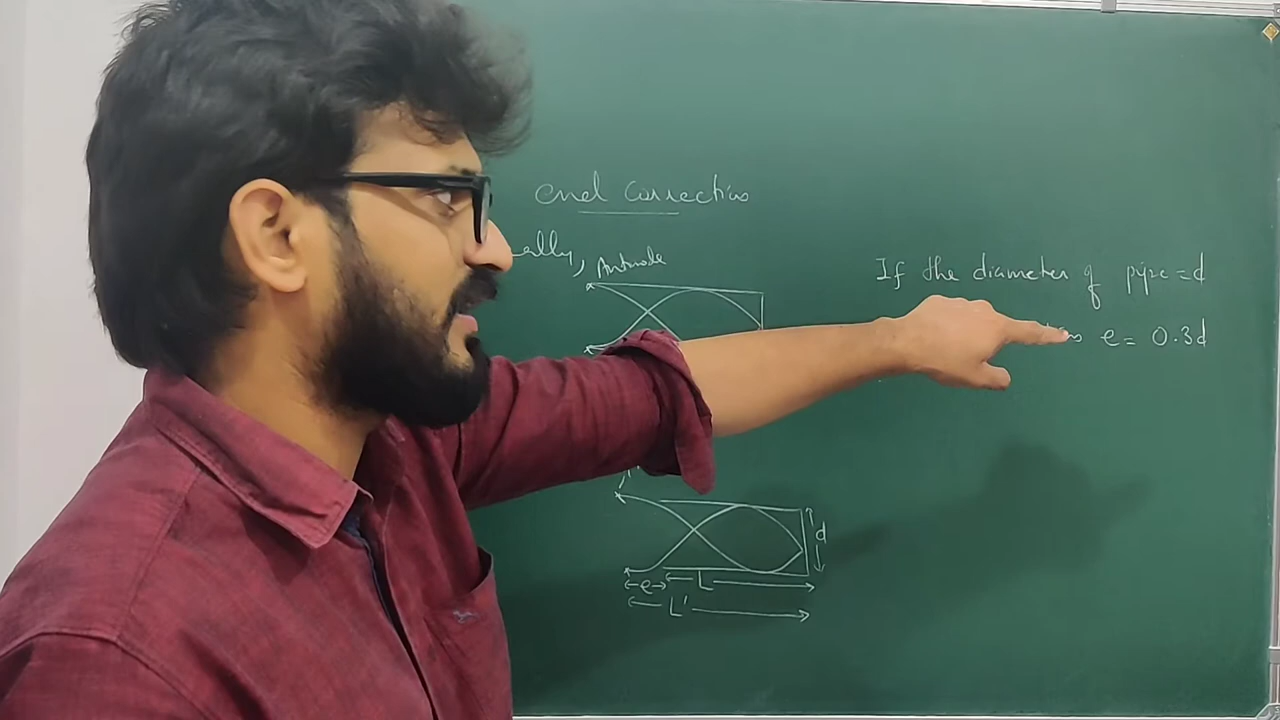 end correction
ally, Antinode
If the diameter of pipe = d
e = 0.3d
d
e L
L'